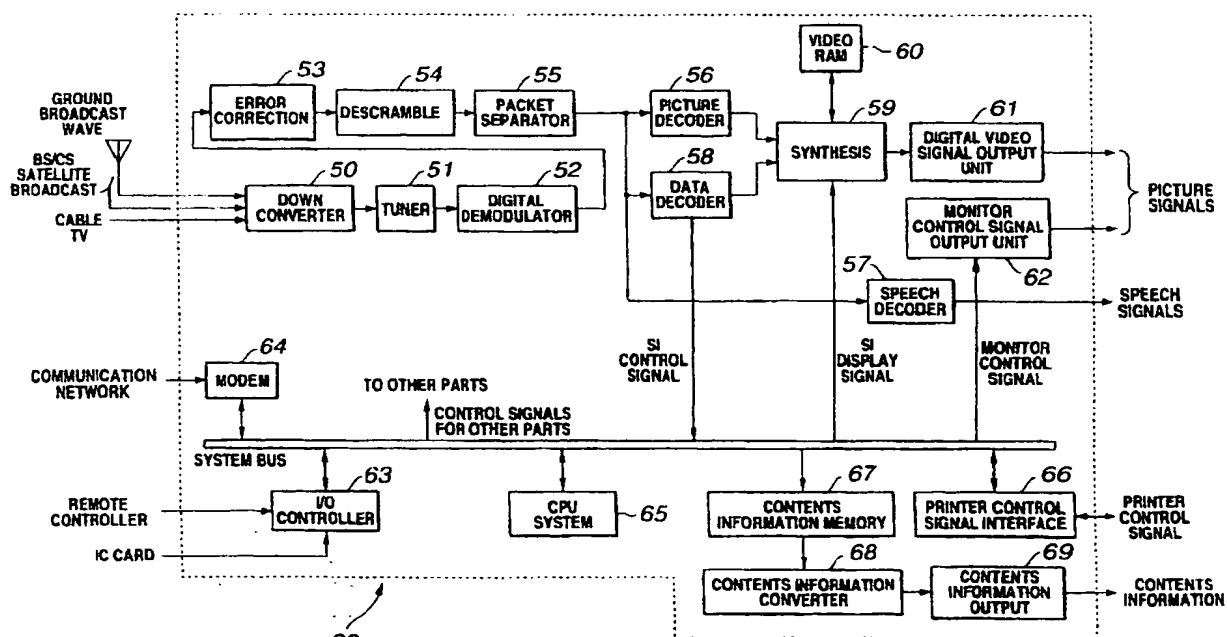 VIDEO
RAM
60
53
54
55
56
59
61
GROUND
BROADCAST
WAVE
ERROR
CORRECTION
DESCRAMBLE
PACKET
SEPARATOR
PICTURE
DECODER
SYNTHESIS
DIGITAL VIDEO
SIGNAL OUTPUT
UNIT
BS/CS
SATELLITE
BROADCAST
50
51
52
58
DOWN
CONVERTER
TUNER
DIGITAL
DEMODULATOR
DATA
DECODER
MONITOR
CONTROL SIGNAL
OUTPUT UNIT
PICTURE
SIGNALS
CABLE
TV
62
57
SPEECH
DECODER
SPEECH
SIGNALS
64
MODEM
COMMUNICATION
NETWORK
TO OTHER PARTS
CONTROL SIGNALS
FOR OTHER PARTS
SI
CONTROL
SIGNAL
SI
DISPLAY
SIGNAL
MONITOR
CONTROL
SIGNAL
SYSTEM BUS
63
67
66
REMOTE
CONTROLLER
I/O
CONTROLLER
CPU
SYSTEM
65
CONTENTS
INFORMATION MEMORY
PRINTER CONTROL
SIGNAL INTERFACE
PRINTER
CONTROL
SIGNAL
IC CARD
68
69
CONTENTS INFORMATION
CONVERTER
CONTENTS
INFORMATION
OUTPUT
CONTENTS
INFORMATION